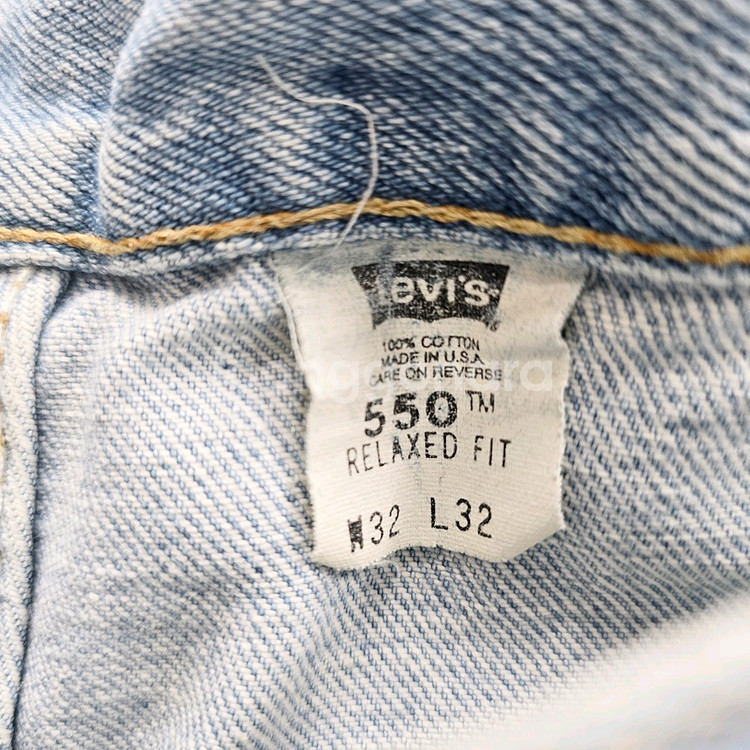 Levi's
100% COTTON
MADE IN U.S.A.
CARE ON REVERSE
550™
RELAXED FIT
W32 L32